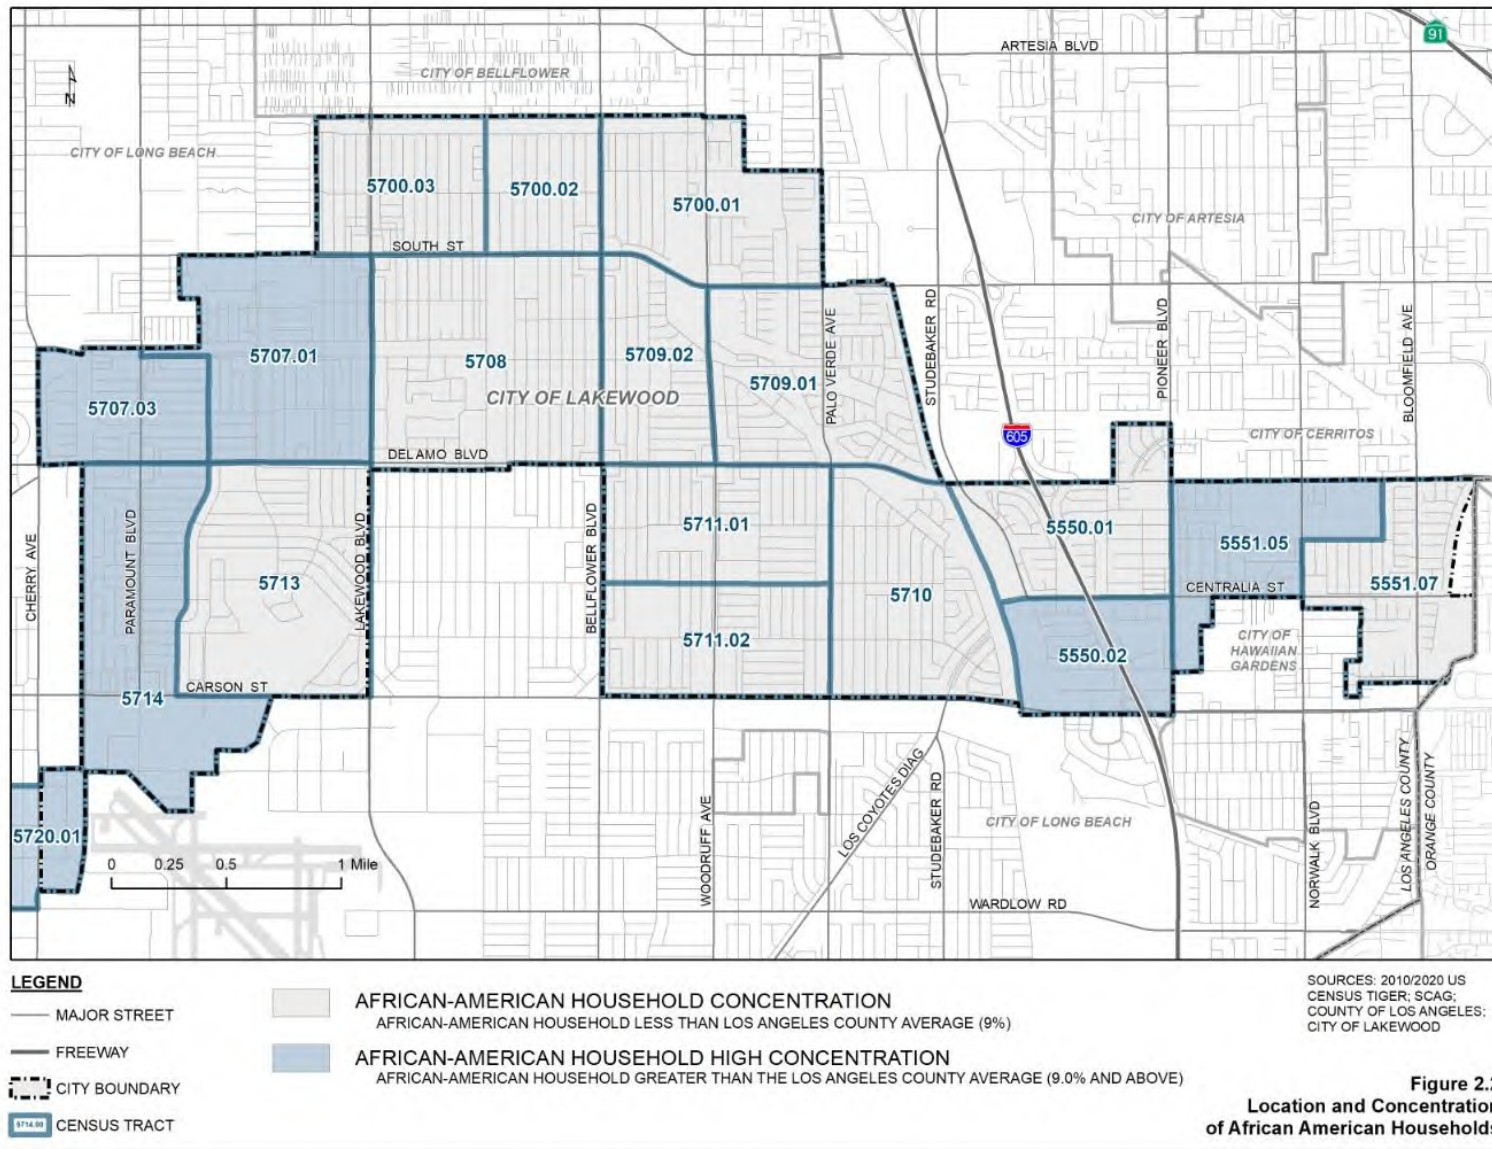 ARTESIA BLVD
91
CITY OF BELLFLOWER
N
CITY OF LONG BEACH
5700.03
5700.02
5700.01
CITY OF ARTESIA
SOUTH ST
STUDEBAKER RD
PIONEER BLVD
BLOOMFIELD AVE
PALO VERDE AVE
5707.01
5708
5709.02
5709.01
CITY OF LAKEWOOD
5707.03
605
CITY OF CERRITOS
DEL AMO BLVD
CHERRY AVE
PARAMOUNT BLVD
LAKEWOOD BLVD
BELLFLOWER BLVD
5711.01
5550.01
5551.05
5713
5710
CENTRALIA ST
5551.07
5711.02
5550.02
CITY OF
HAWAIIAN
GARDENS
5714
CARSON ST
5720.01
0 0.25 0.5 1 Mile
WOODRUFF AVE
LOS COYOTES DIAG
STUDEBAKER RD
CITY OF LONG BEACH
NORWALK BLVD
LOS ANGELES COUNTY
ORANGE COUNTY
WARDLOW RD
LEGEND
MAJOR STREET
FREEWAY
CITY BOUNDARY
5714.00
CENSUS TRACT
AFRICAN-AMERICAN HOUSEHOLD CONCENTRATION
AFRICAN-AMERICAN HOUSEHOLD LESS THAN LOS ANGELES COUNTY AVERAGE (9%)
AFRICAN-AMERICAN HOUSEHOLD HIGH CONCENTRATION
AFRICAN-AMERICAN HOUSEHOLD GREATER THAN THE LOS ANGELES COUNTY AVERAGE (9.0% AND ABOVE)
SOURCES: 2010/2020 US
CENSUS TIGER; SCAG;
COUNTY OF LOS ANGELES;
CITY OF LAKEWOOD
Figure 2.2
Location and Concentration
of African American Households